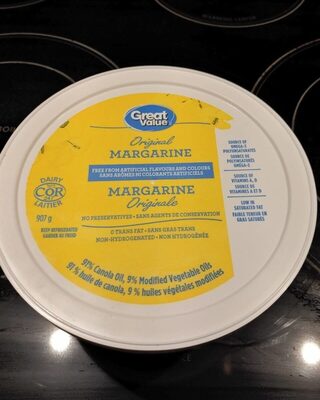 Great
Value
Original
MARGARINE
FREE FROM ARTIFICIAL FLAVOURS AND COLOURS
SANS ARÔMES NI COLORANTS ARTIFICIELS
MARGARINE
Originale
NO PRESERVATIVES • SANS AGENTS DE CONSERVATION
0 TRANS FAT • SANS GRAS TRANS
NON-HYDROGENATED • NON HYDROGÉNÉE
91% Canola Oil, 9% Modified Vegetable Oils
91 % huile de canola, 9 % huiles végétales modifiées
DAIRY
COR
LAITIER
907 g
KEEP REFRIGERATED
GARDER AU FROID
SOURCE OF
OMEGA-3
POLYUNSATURATES
SOURCE DE
POLYINSATURÉS
OMÉGA-3
SOURCE OF
VITAMINS A, D
SOURCE DE
VITAMINES A ET D
LOW IN
SATURATED FAT
FAIBLE TENEUR EN
GRAS SATURÉS